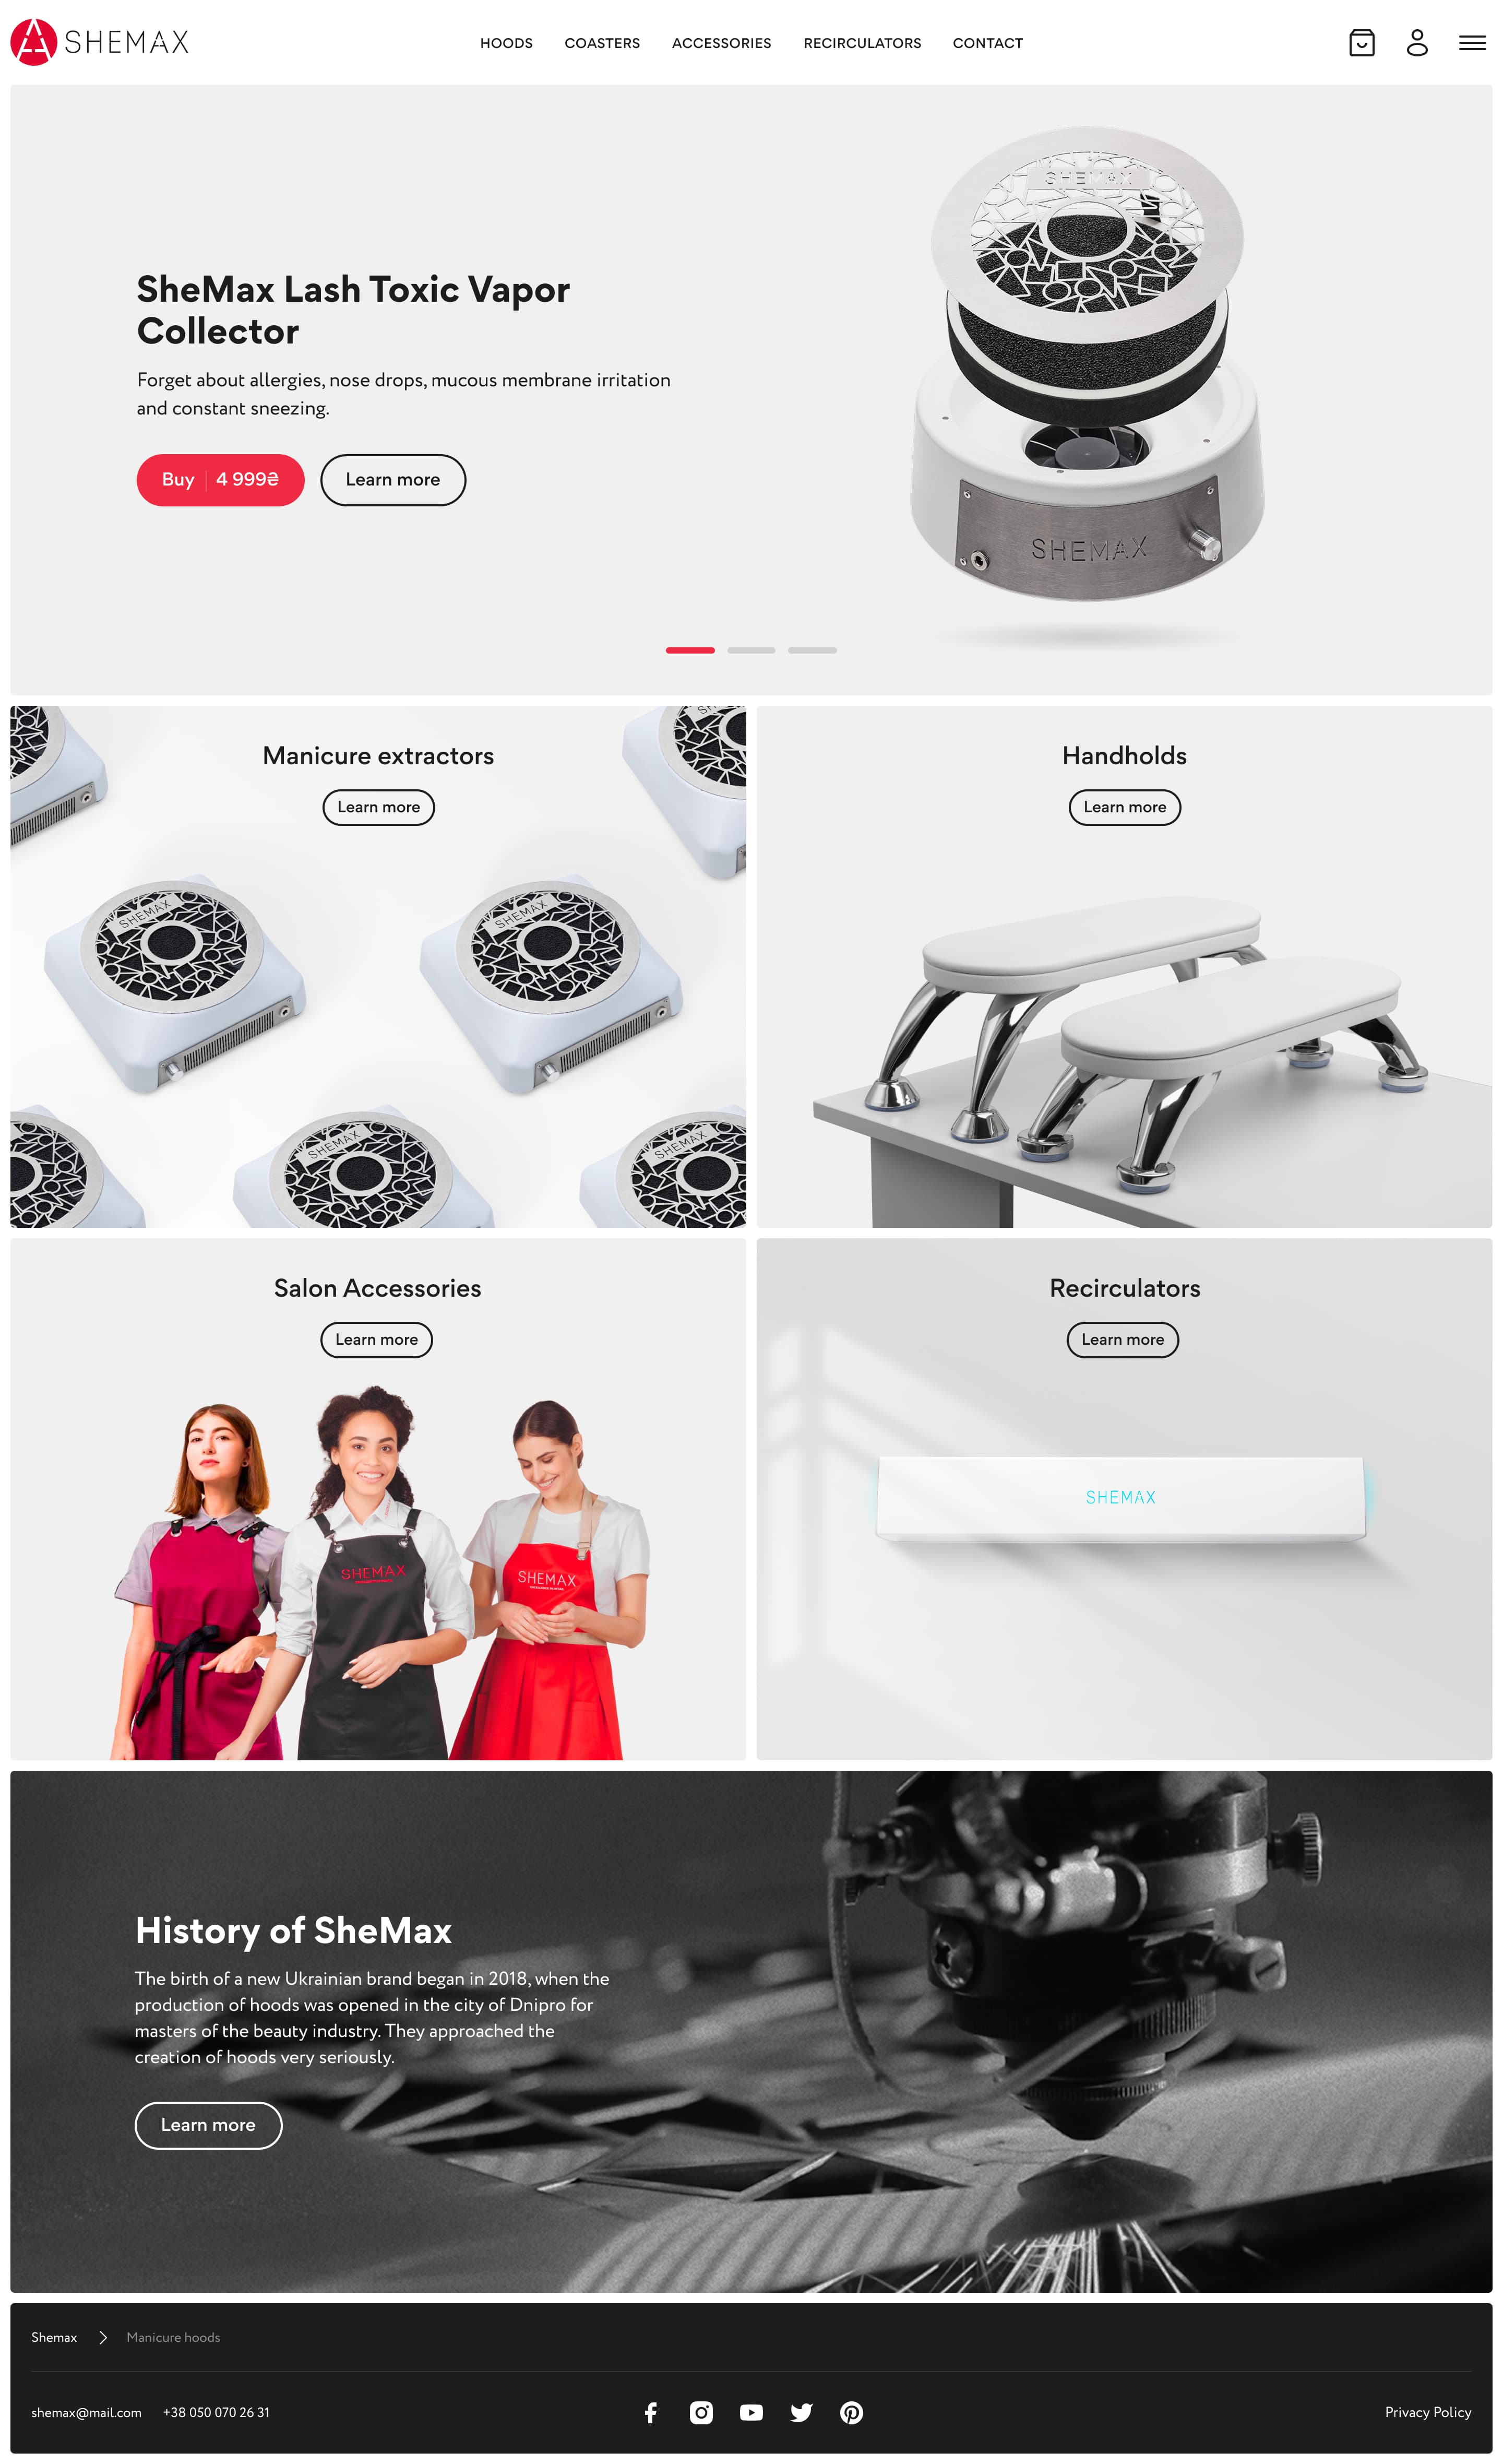 SHEMAX
HOODS
COASTERS
ACCESSORIES
RECIRCULATORS
CONTACT
SHEMAX
SheMax Lash Toxic Vapor
Collector
Forget about allergies, nose drops, mucous membrane irritation
and constant sneezing.
Buy
4 999₴
Learn more
SHEMAX
Manicure extractors
Learn more
SHEMAX
SHEMAX
SHEMAX
SHEMAX
Handholds
Learn more
Salon Accessories
Learn more
SHEMAX
SHEMAX
Recirculators
Learn more
SHEMAX
History of SheMax
The birth of a new Ukrainian brand began in 2018, when the
production of hoods was opened in the city of Dnipro for
masters of the beauty industry. They approached the
creation of hoods very seriously.
Learn more
Shemax
Manicure hoods
shemax@mail.com
+38 050 070 26 31
Privacy Policy